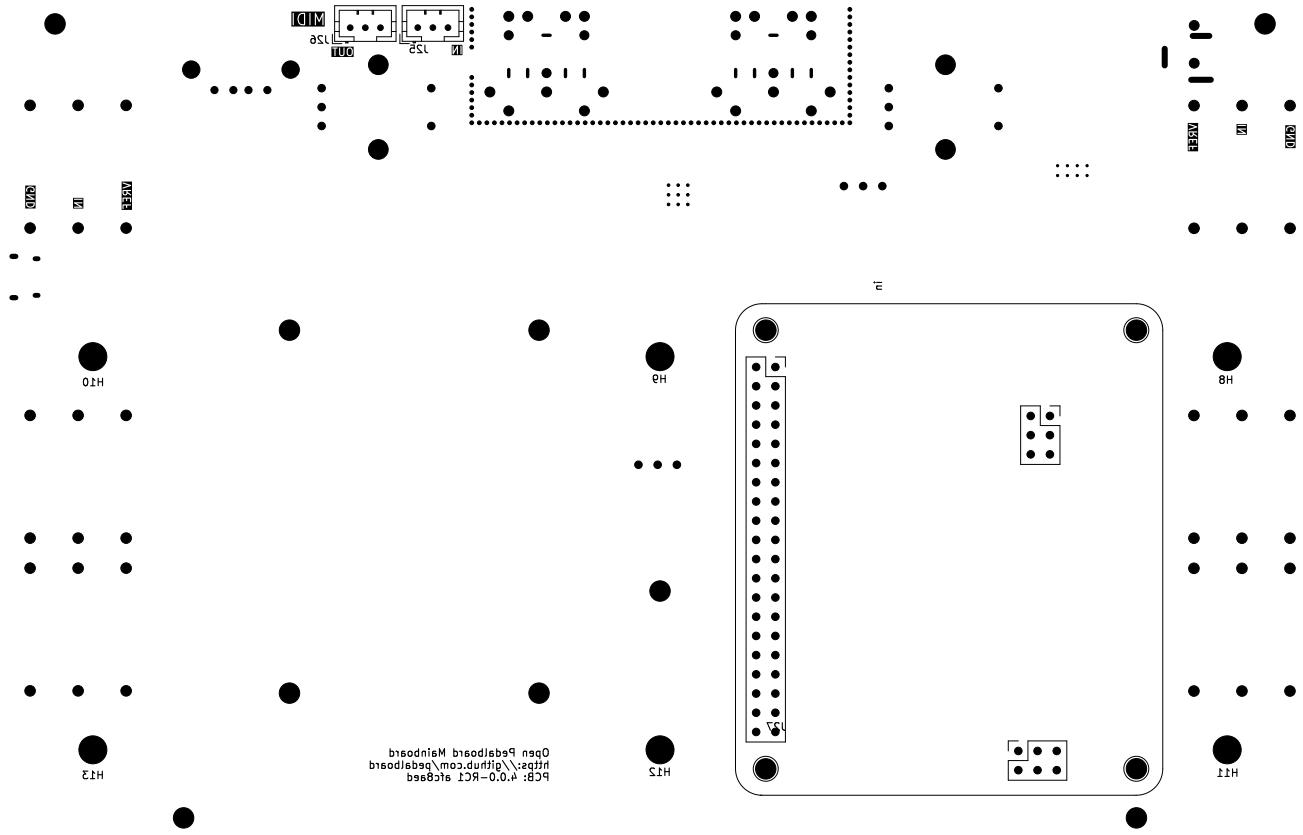 MIDI
J26
OUT
J25
IN
VREF
IN
GND
GND
IN
VREF
in
H10
H9
H8
J27
Open Pedalboard Mainboard
https://github.com/pedalboard
PCB: 4.0.0-RC1 afc8aed
H13
H12
H11